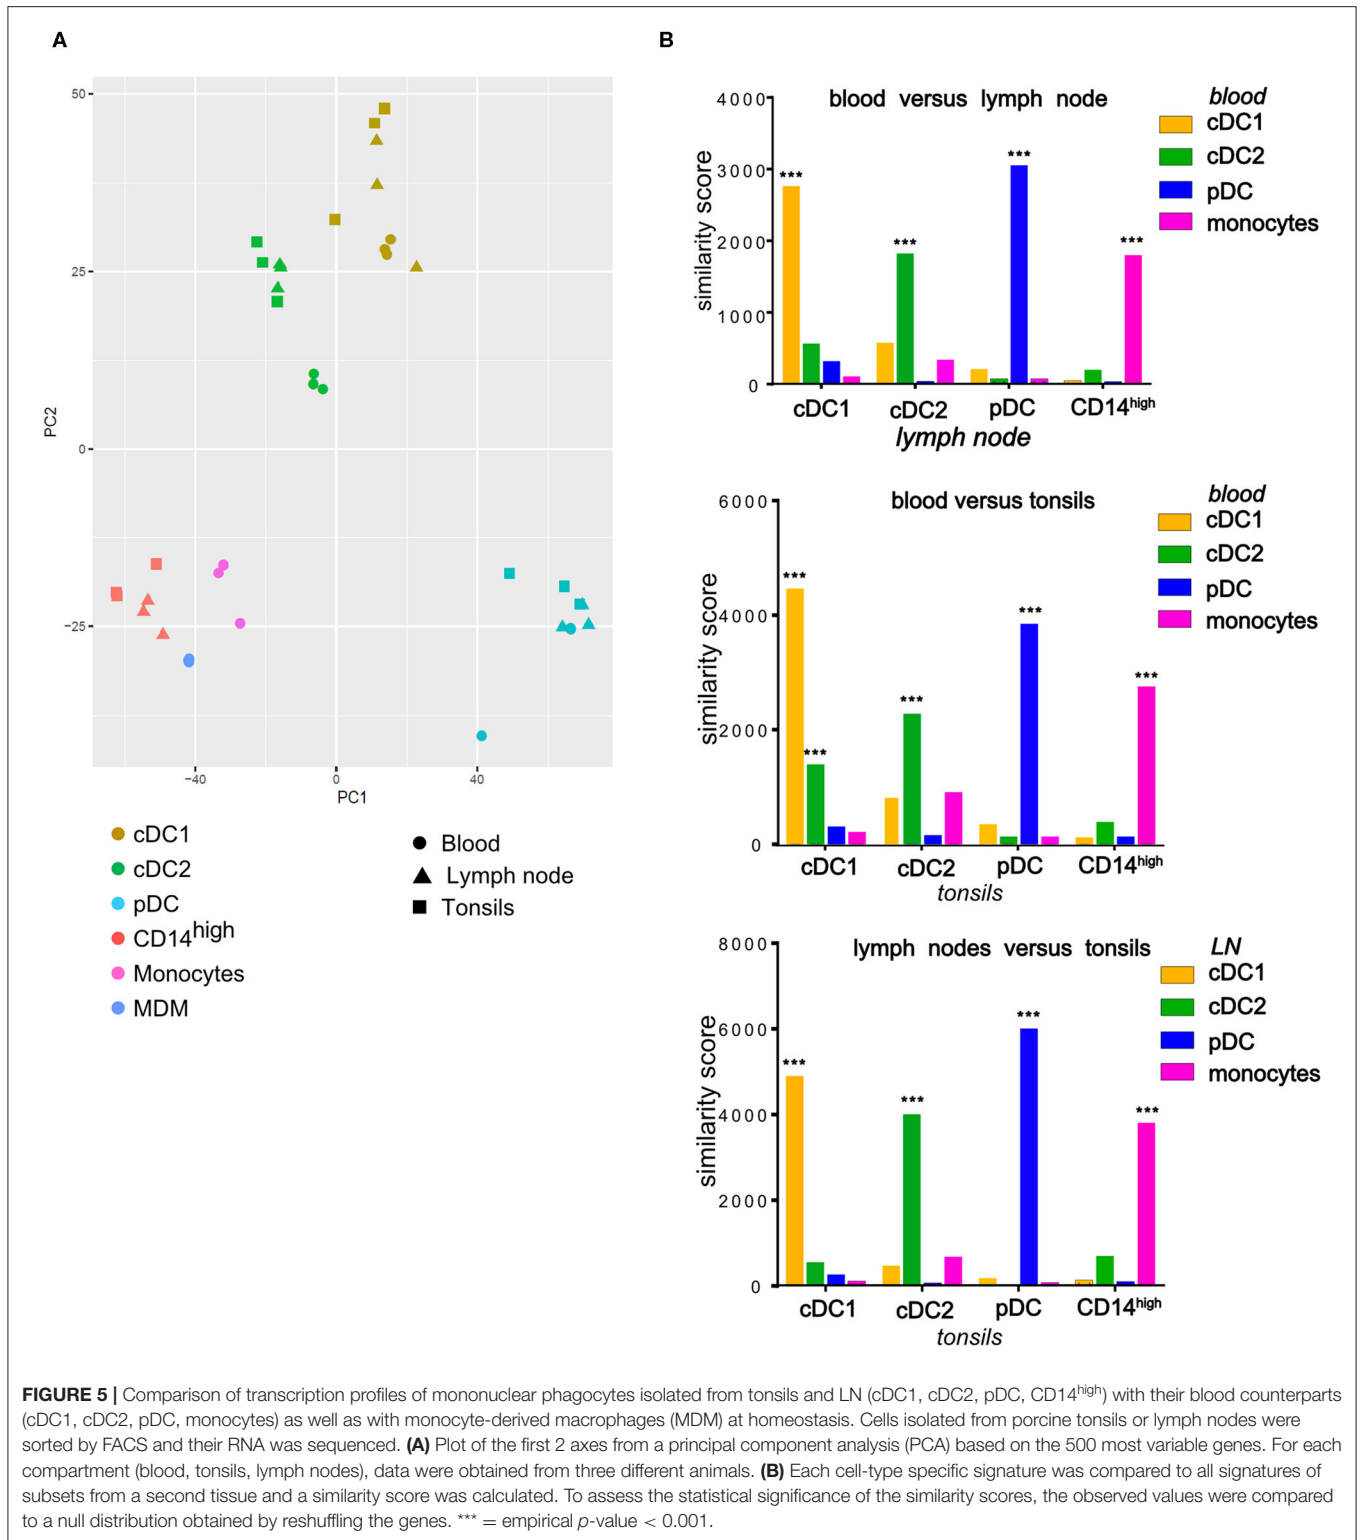 A
50
25
0
−25
PC2
−40
0
40
PC1
cDC1
cDC2
pDC
CD14high
Monocytes
MDM
Blood
Lymph node
Tonsils
B
blood versus lymph node
4000
3000
2000
1000
0
similarity score
***
***
***
***
cDC1
cDC2
pDC
CD14high
lymph node
blood
cDC1
cDC2
pDC
monocytes
blood versus tonsils
6000
4000
2000
0
similarity score
***
***
***
***
***
cDC1
cDC2
pDC
CD14high
tonsils
blood
cDC1
cDC2
pDC
monocytes
lymph nodes versus tonsils
8000
6000
4000
2000
0
similarity score
***
***
***
***
cDC1
cDC2
pDC
CD14high
tonsils
LN
cDC1
cDC2
pDC
monocytes
FIGURE 5 | Comparison of transcription profiles of mononuclear phagocytes isolated from tonsils and LN (cDC1, cDC2, pDC, CD14high) with their blood counterparts
(cDC1, cDC2, pDC, monocytes) as well as with monocyte-derived macrophages (MDM) at homeostasis. Cells isolated from porcine tonsils or lymph nodes were
sorted by FACS and their RNA was sequenced. (A) Plot of the first 2 axes from a principal component analysis (PCA) based on the 500 most variable genes. For each
compartment (blood, tonsils, lymph nodes), data were obtained from three different animals. (B) Each cell-type specific signature was compared to all signatures of
subsets from a second tissue and a similarity score was calculated. To assess the statistical significance of the similarity scores, the observed values were compared
to a null distribution obtained by reshuffling the genes. *** = empirical p-value < 0.001.